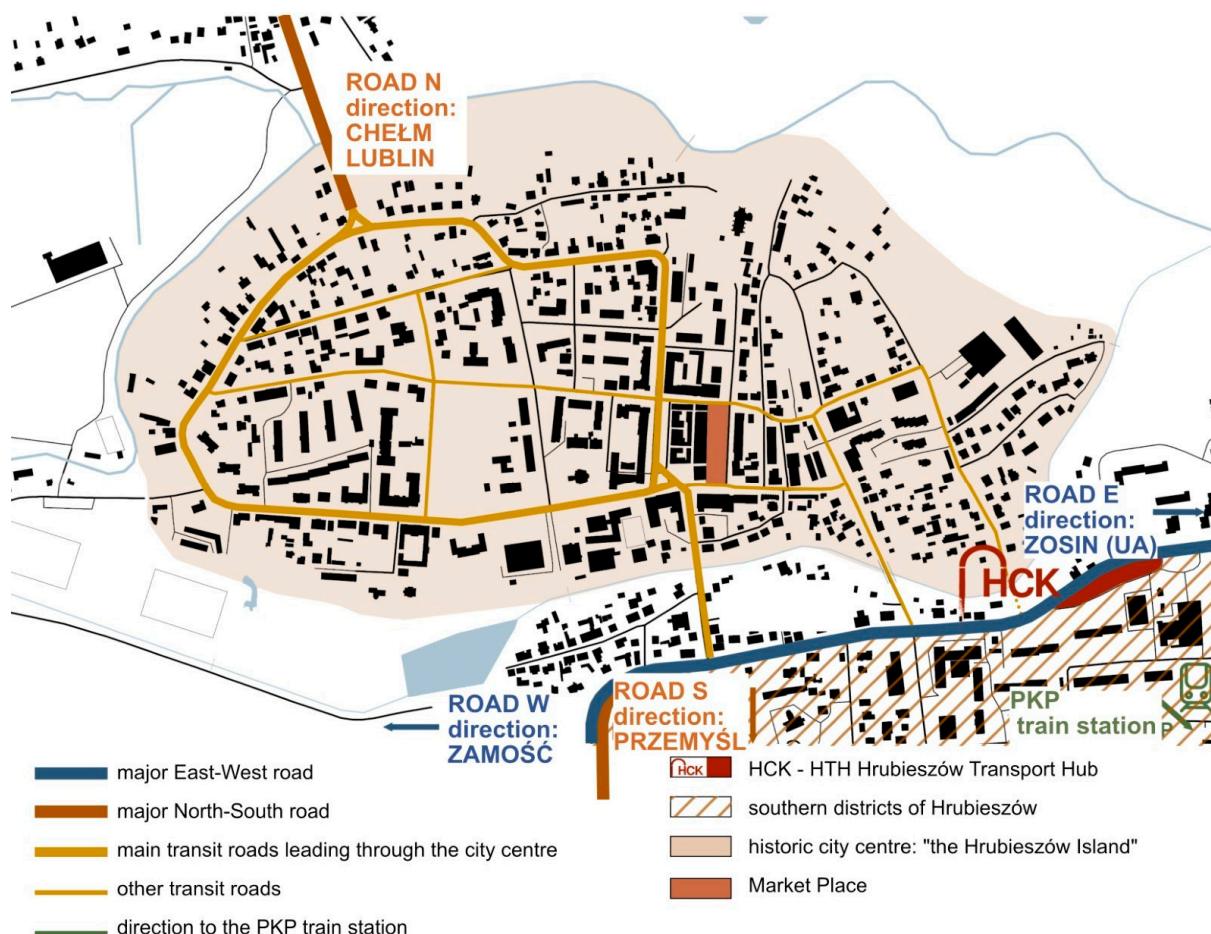 ROAD N
direction:
CHEŁM
LUBLIN
ROAD E
direction:
ZOSIN (UA)
HCK
ROAD W
direction:
ZAMOŚĆ
ROAD S
direction:
PRZEMYŚL
PKP
train station
P
major East-West road
major North-South road
main transit roads leading through the city centre
other transit roads
direction to the PKP train station
HCK
HCK - HTH Hrubieszów Transport Hub
southern districts of Hrubieszów
historic city centre: "the Hrubieszów Island"
Market Place